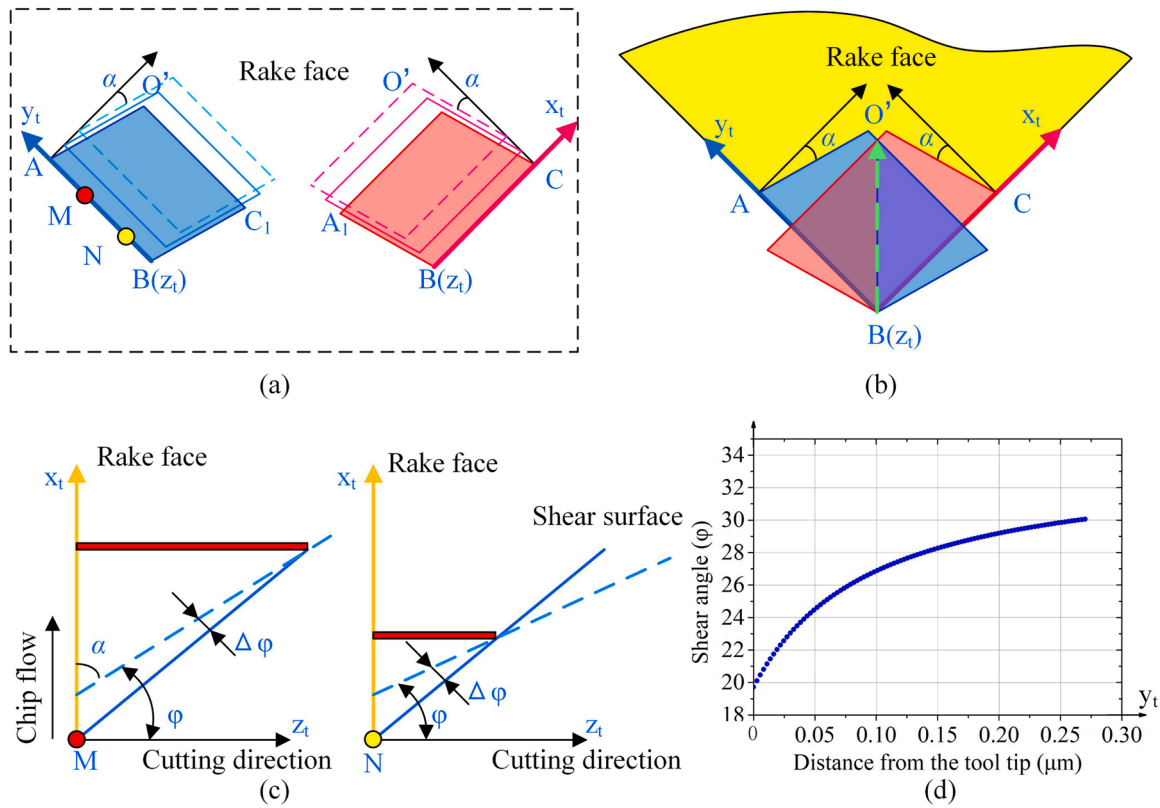 Rake face
α
O'
y_t
A
M
N
C_1
B(z_t)
O'
α
x_t
C
A_1
B(z_t)
(a)
Rake face
O'
y_t
α
α
x_t
A
C
B(z_t)
(b)
Rake face
x_t
Chip flow
α
Δ φ
φ
z_t
M
Cutting direction
Rake face
x_t
Shear surface
Δ φ
φ
z_t
N
Cutting direction
(c)
Shear angle (φ)
34
32
30
28
26
24
22
20
18
0
0.05
0.10
0.15
0.20
0.25
0.30
y_t
Distance from the tool tip (μm)
(d)